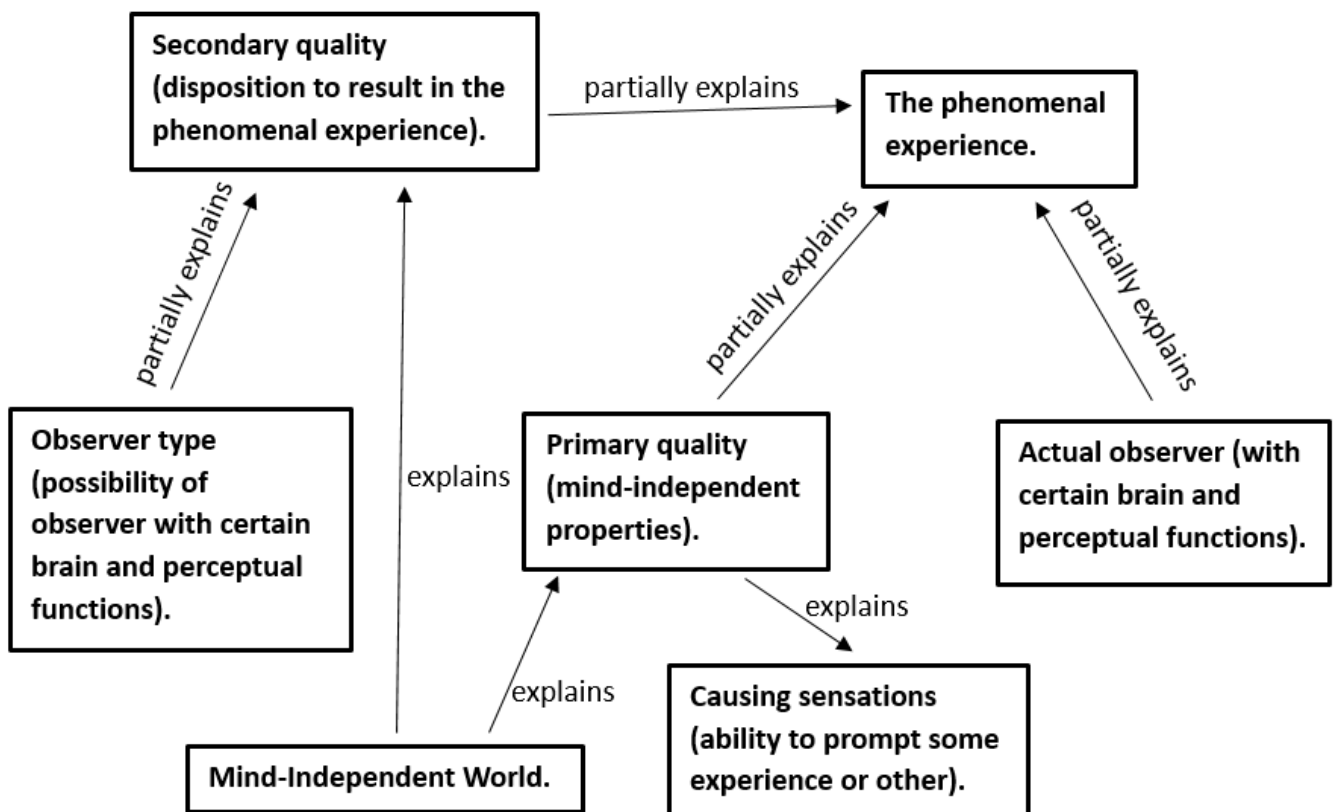 Secondary quality
(disposition to result in the
phenomenal experience).
partially explains
The phenomenal
experience.
partially explains
partially explains
partially explains
Observer type
(possibility of
observer with certain
brain and perceptual
functions).
explains
Primary quality
(mind-independent
properties).
Actual observer (with
certain brain and
perceptual functions).
explains
explains
Mind-Independent World.
Causing sensations
(ability to prompt some
experience or other).